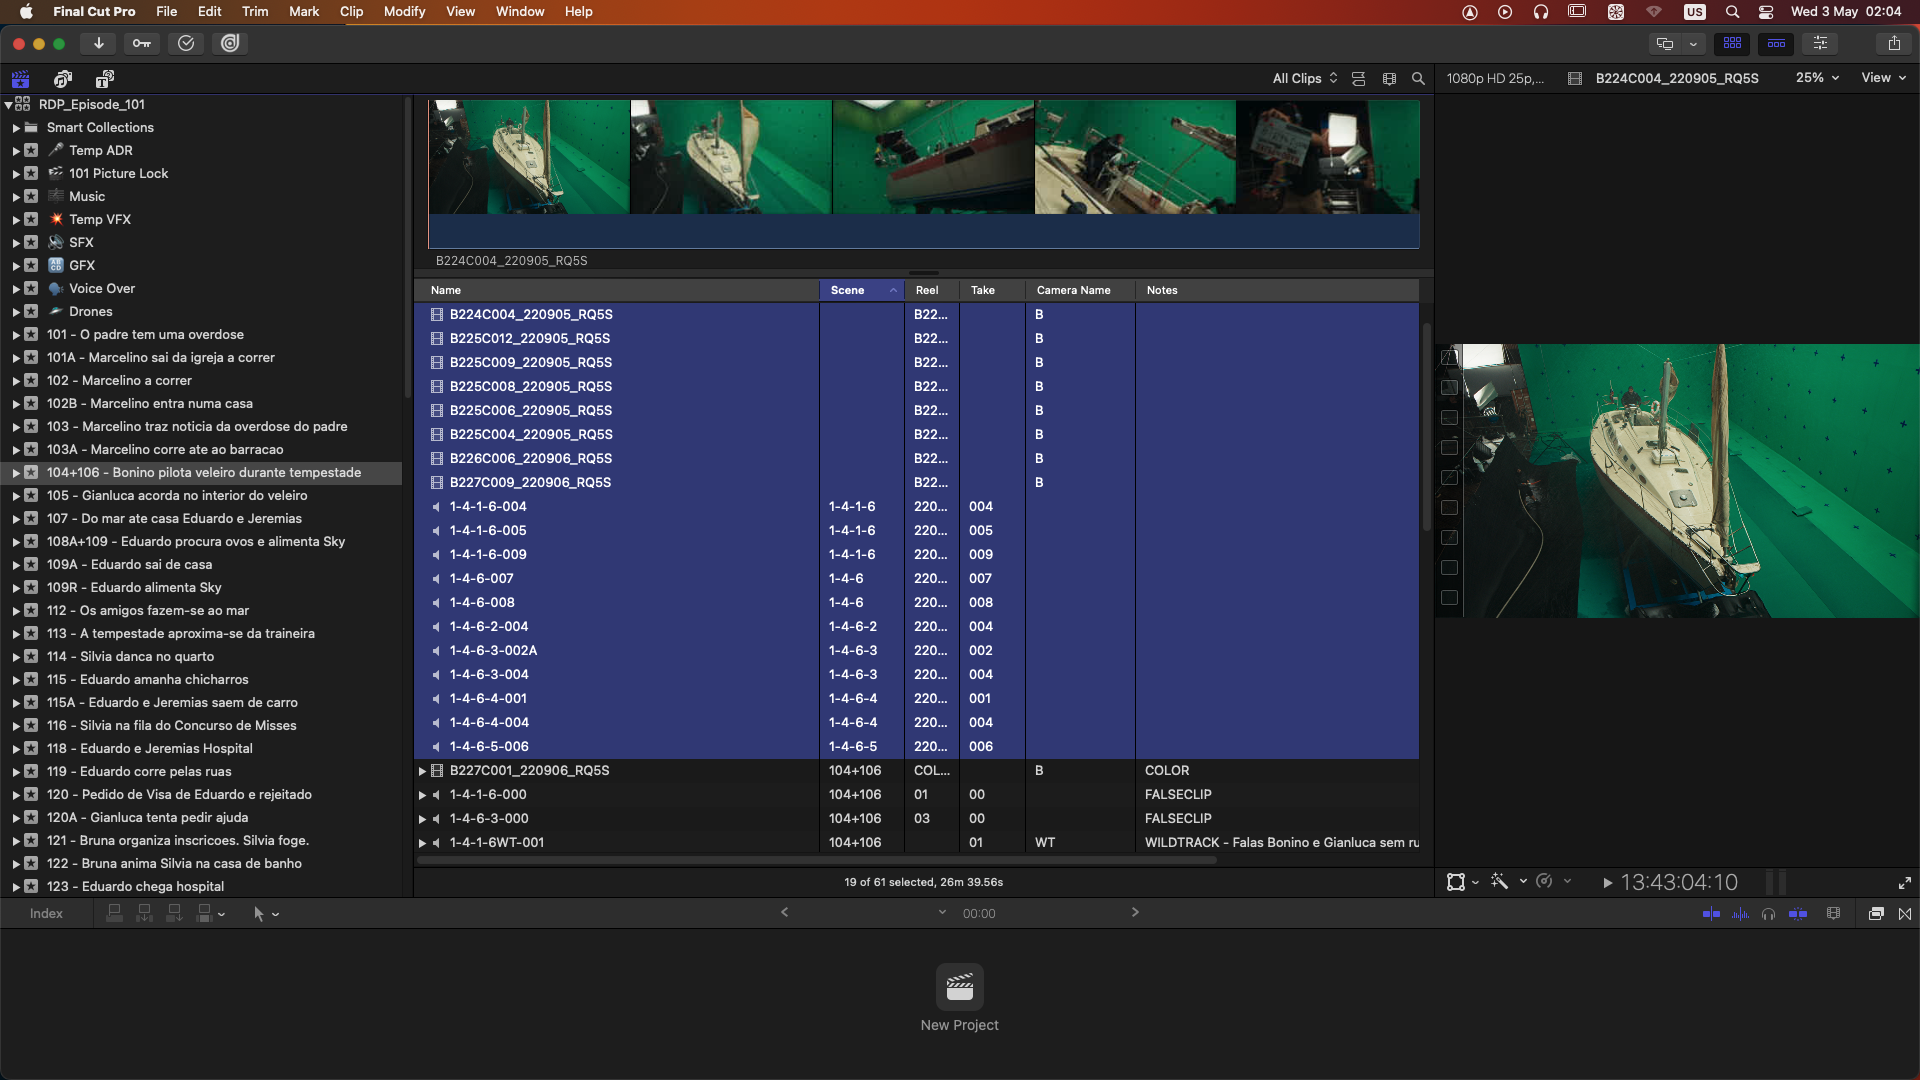 Final Cut Pro File Edit Trim Mark Clip Modify View Window Help US Wed 3 May 02:04
All Clips 1080p HD 25p,... B224C004_220905_RQ5S 25% View
RDP_Episode_101
Smart Collections
Temp ADR
101 Picture Lock
Music
Temp VFX
SFX
GFX
Voice Over
Drones
101 - O padre tem uma overdose
101A - Marcelino sai da igreja a correr
102 - Marcelino a correr
102B - Marcelino entra numa casa
103 - Marcelino traz noticia da overdose do padre
103A - Marcelino corre ate ao barracao
104+106 - Bonino pilota veleiro durante tempestade
105 - Gianluca acorda no interior do veleiro
107 - Do mar ate casa Eduardo e Jeremias
108A+109 - Eduardo procura ovos e alimenta Sky
109A - Eduardo sai de casa
109R - Eduardo alimenta Sky
112 - Os amigos fazem-se ao mar
113 - A tempestade aproxima-se da traineira
114 - Silvia danca no quarto
115 - Eduardo amanha chicharros
115A - Eduardo e Jeremias saem de carro
116 - Silvia na fila do Concurso de Misses
118 - Eduardo e Jeremias Hospital
119 - Eduardo corre pelas ruas
120 - Pedido de Visa de Eduardo e rejeitado
120A - Gianluca tenta pedir ajuda
121 - Bruna organiza inscricoes. Silvia foge.
122 - Bruna anima Silvia na casa de banho
123 - Eduardo chega hospital
B224C004_220905_RQ5S
Name Scene Reel Take Camera Name Notes
B224C004_220905_RQ5S B22... B
B225C012_220905_RQ5S B22... B
B225C009_220905_RQ5S B22... B
B225C008_220905_RQ5S B22... B
B225C006_220905_RQ5S B22... B
B225C004_220905_RQ5S B22... B
B226C006_220906_RQ5S B22... B
B227C009_220906_RQ5S B22... B
1-4-1-6-004 1-4-1-6 220... 004
1-4-1-6-005 1-4-1-6 220... 005
1-4-1-6-009 1-4-1-6 220... 009
1-4-6-007 1-4-6 220... 007
1-4-6-008 1-4-6 220... 008
1-4-6-2-004 1-4-6-2 220... 004
1-4-6-3-002A 1-4-6-3 220... 002
1-4-6-3-004 1-4-6-3 220... 004
1-4-6-4-001 1-4-6-4 220... 001
1-4-6-4-004 1-4-6-4 220... 004
1-4-6-5-006 1-4-6-5 220... 006
B227C001_220906_RQ5S 104+106 COL... B COLOR
1-4-1-6-000 104+106 01 00 FALSECLIP
1-4-6-3-000 104+106 03 00 FALSECLIP
1-4-1-6WT-001 104+106 01 WT WILDTRACK - Falas Bonino e Gianluca sem ru
19 of 61 selected, 26m 39.56s
13:43:04:10
Index 00:00
New Project